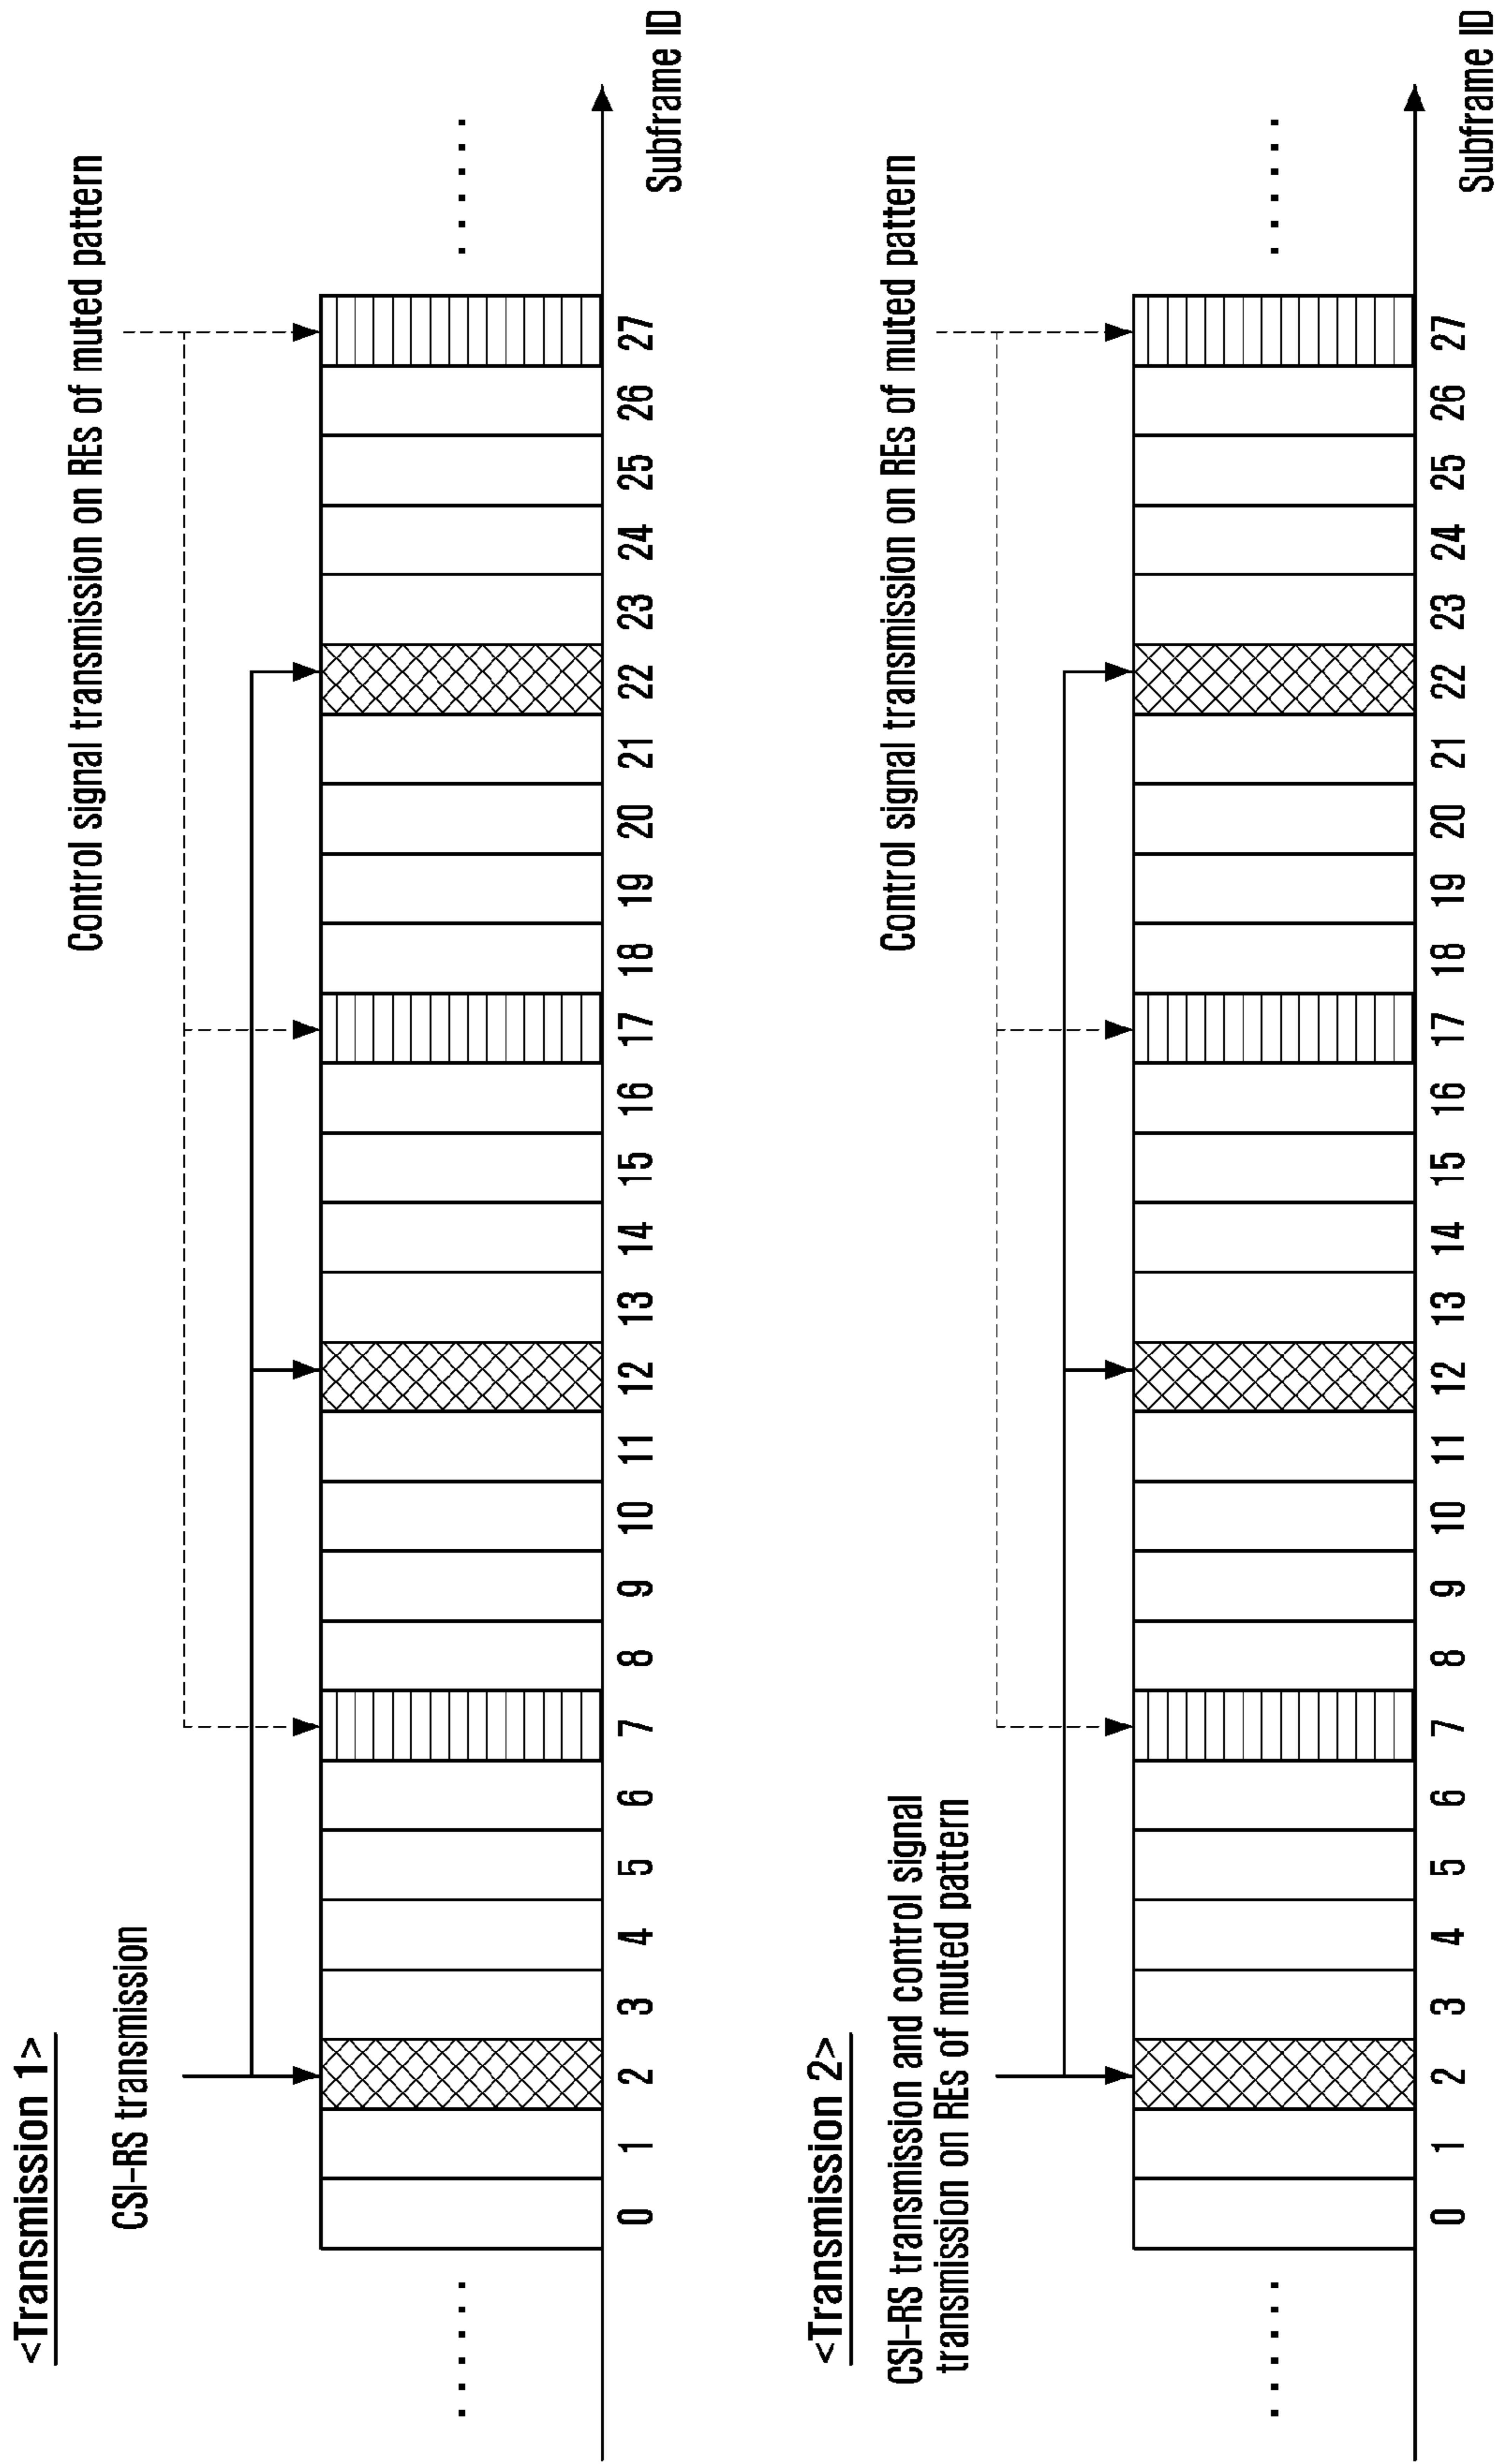 <Transmission 1>
CSI-RS transmission
Control signal transmission on REs of muted pattern
0 1 2 3 4 5 6 7 8 9 10 11 12 13 14 15 16 17 18 19 20 21 22 23 24 25 26 27
Subframe ID
<Transmission 2>
CSI-RS transmission and control signal
transmission on REs of muted pattern
Control signal transmission on REs of muted pattern
0 1 2 3 4 5 6 7 8 9 10 11 12 13 14 15 16 17 18 19 20 21 22 23 24 25 26 27
Subframe ID